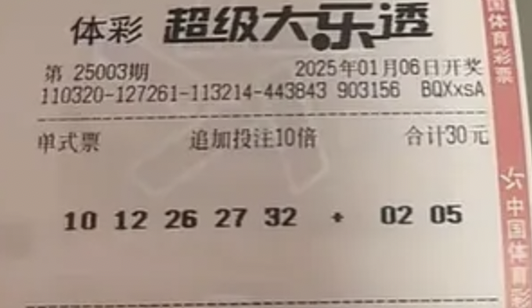 体彩 超级大乐透
第 25003期 2025年01月06日开奖
110320-127261-113214-443843 903156 BQXxsA
单式票 追加投注10倍 合计30元
10 12 26 27 32 + 02 05
国体育彩票
中国体育彩